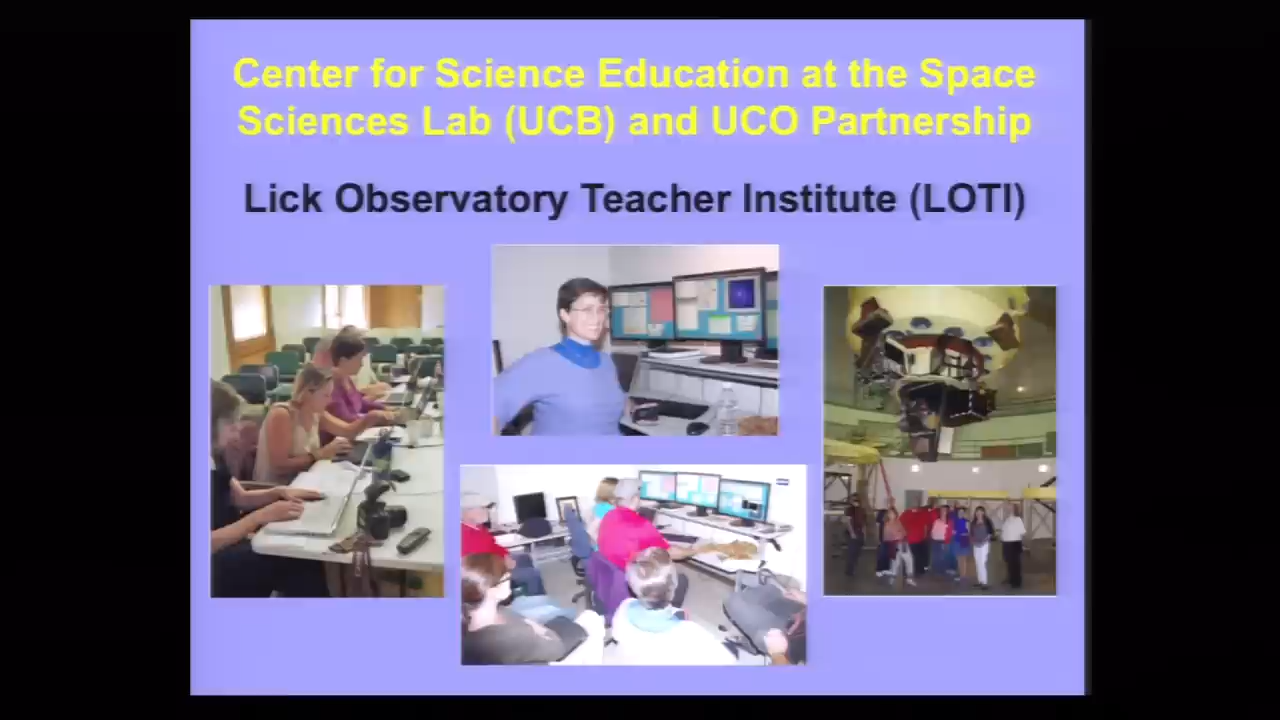 Center for Science Education at the Space
Sciences Lab (UCB) and UCO Partnership
Lick Observatory Teacher Institute (LOTI)